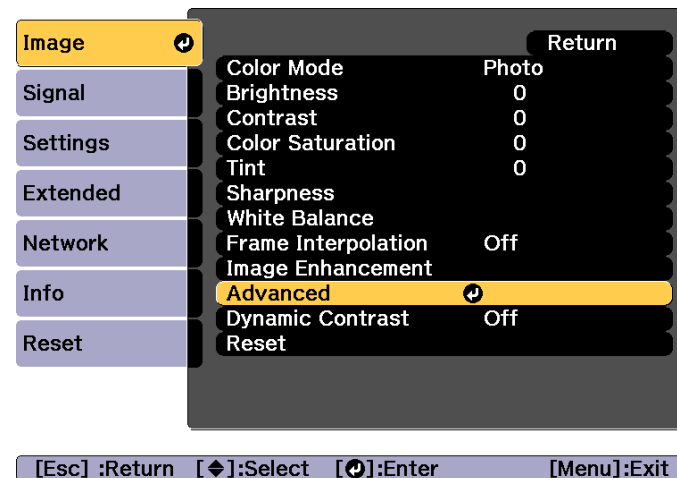 Image
Signal
Settings
Extended
Network
Info
Reset
Return
Color Mode Photo
Brightness 0
Contrast 0
Color Saturation 0
Tint 0
Sharpness
White Balance
Frame Interpolation Off
Image Enhancement
Advanced
Dynamic Contrast Off
Reset
[Esc] :Return [◆]:Select [↵]:Enter [Menu]:Exit